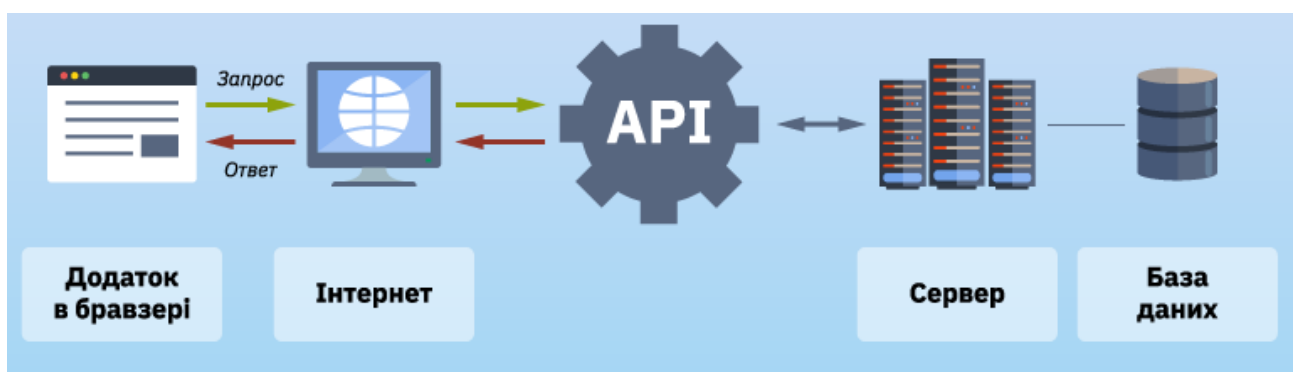 Запрос
Ответ
API
Додаток
в бравзері
Інтернет
Сервер
База
даних